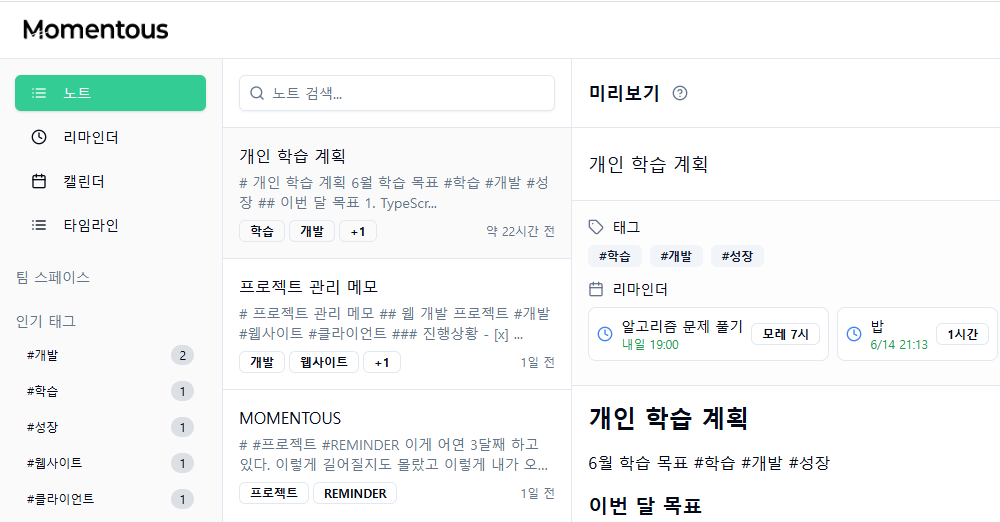 Momentous
노트
리마인더
캘린더
타임라인
팀 스페이스
인기 태그
#개발 2
#학습 1
#성장 1
#웹사이트 1
#클라이언트 1
노트 검색...
개인 학습 계획
# 개인 학습 계획 6월 학습 목표 #학습 #개발 #성
장 ## 이번 달 목표 1. TypeScr...
학습 개발 +1 약 22시간 전
프로젝트 관리 메모
# 프로젝트 관리 메모 ## 웹 개발 프로젝트 #개발
#웹사이트 #클라이언트 ### 진행상황 - [x] ...
개발 웹사이트 +1 1일 전
MOMENTOUS
# #프로젝트 #REMINDER 이게 어연 3달째 하고
있다. 이렇게 길어질지도 몰랐고 이렇게 내가 오...
프로젝트 REMINDER 1일 전
미리보기
개인 학습 계획
태그
#학습 #개발 #성장
리마인더
알고리즘 문제 풀기 모레 7시
내일 19:00
밥 1시간
6/14 21:13
개인 학습 계획
6월 학습 목표 #학습 #개발 #성장
이번 달 목표